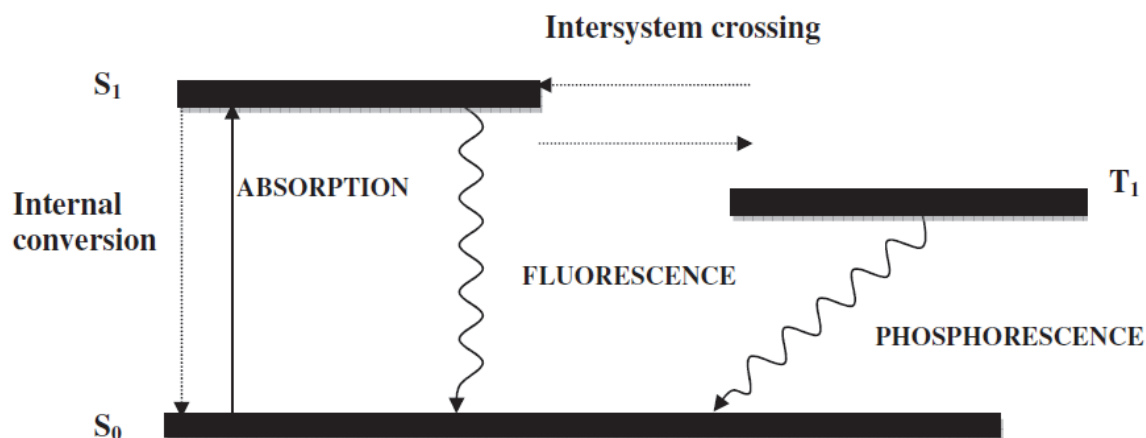 Intersystem crossing
S₁
ABSORPTION
T₁
Internal
conversion
FLUORESCENCE
PHOSPHORESCENCE
S₀